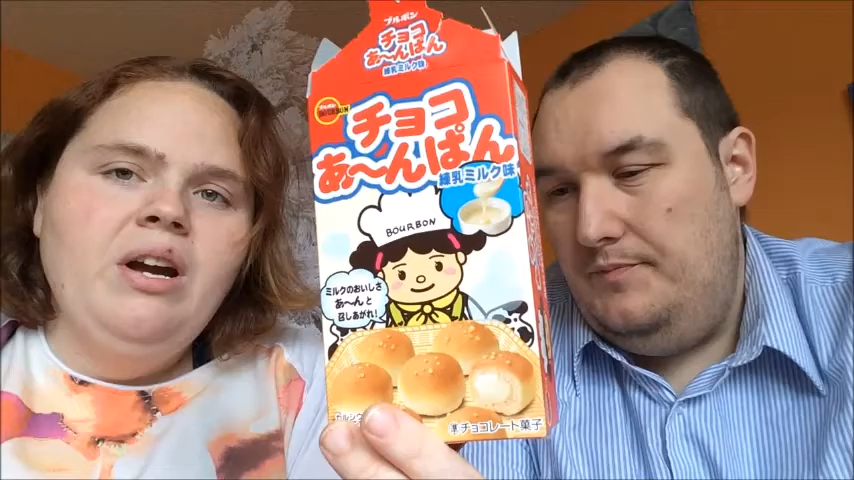 ブルボン
チョコ
あ〜んぱん
練乳ミルク味
BOURBON
チョコ
あ〜んぱん
練乳ミルク味
BOURBON
ミルクのおいしさ
あ〜んと
召しあがれ!
準チョコレート菓子